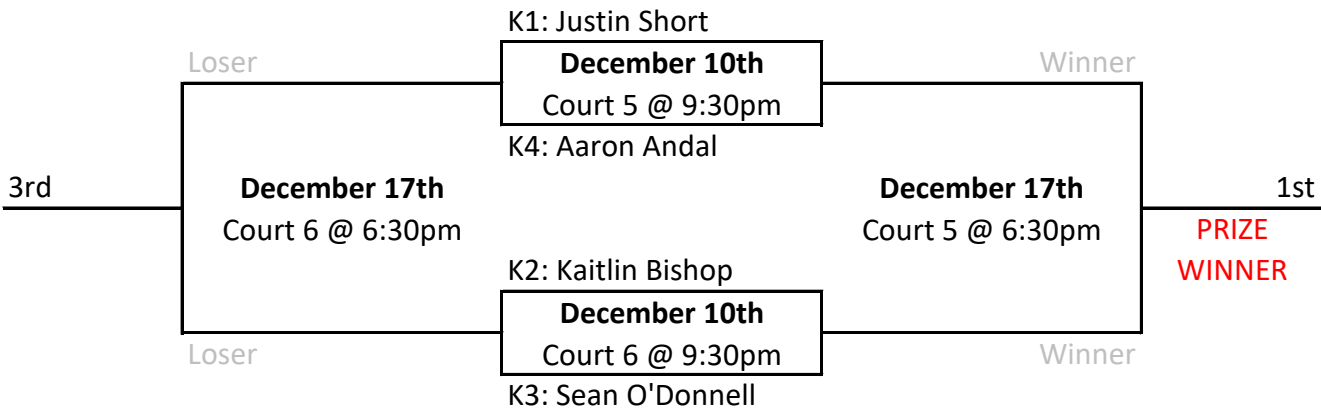 K1: Justin Short
Loser
December 10th
Winner
Court 5 @ 9:30pm
K4: Aaron Andal
3rd
December 17th
December 17th
1st
Court 6 @ 6:30pm
Court 5 @ 6:30pm
PRIZE
WINNER
K2: Kaitlin Bishop
December 10th
Loser
Court 6 @ 9:30pm
Winner
K3: Sean O'Donnell